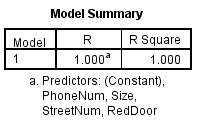 Model Summary
Model R R Square
1 1.000a 1.000
a. Predictors: (Constant),
PhoneNum, Size,
StreetNum, RedDoor